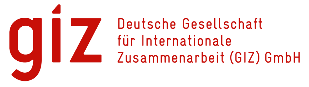 giz
Deutsche Gesellschaft
für Internationale
Zusammenarbeit (GIZ) GmbH